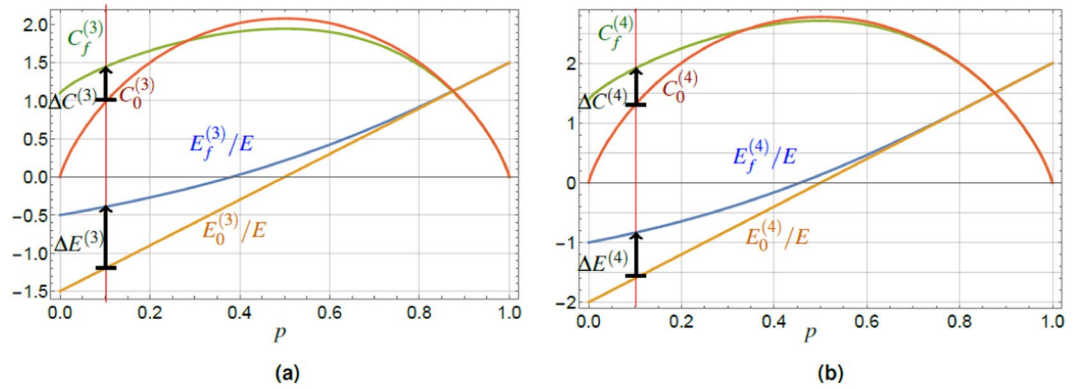 2.0
1.5
1.0
0.5
0.0
−0.5
−1.0
−1.5
C_f^{(3)}
ΔC^{(3)}
C_0^{(3)}
E_f^{(3)}/E
E_0^{(3)}/E
ΔE^{(3)}
0.0 0.2 0.4 0.6 0.8 1.0
p
(a)
2
1
0
−1
−2
C_f^{(4)}
ΔC^{(4)}
C_0^{(4)}
E_f^{(4)}/E
E_0^{(4)}/E
ΔE^{(4)}
0.0 0.2 0.4 0.6 0.8 1.0
p
(b)